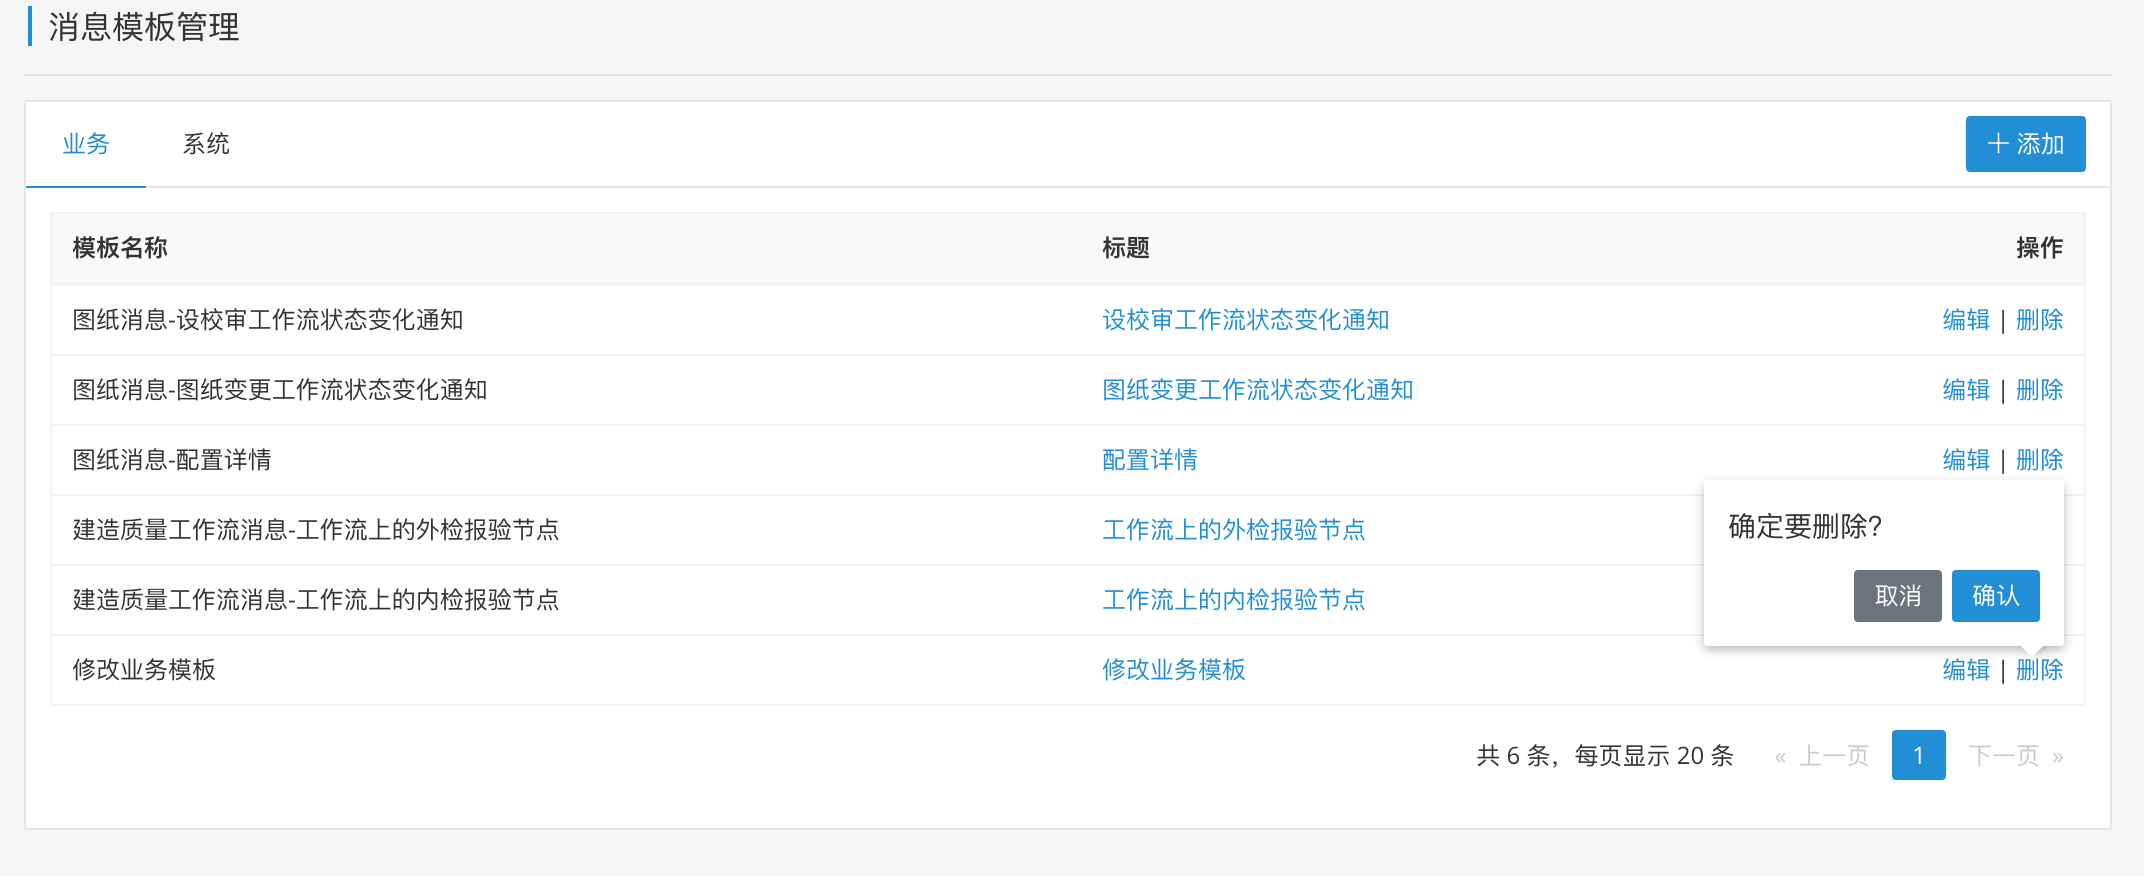 消息模板管理
业务 系统 + 添加
模板名称 标题 操作
图纸消息-设校审工作流状态变化通知 设校审工作流状态变化通知 编辑 | 删除
图纸消息-图纸变更工作流状态变化通知 图纸变更工作流状态变化通知 编辑 | 删除
图纸消息-配置详情 配置详情 编辑 | 删除
建造质量工作流消息-工作流上的外检报验节点 工作流上的外检报验节点
确定要删除?
建造质量工作流消息-工作流上的内检报验节点 工作流上的内检报验节点
取消 确认
修改业务模板 修改业务模板 编辑 | 删除
共 6 条，每页显示 20 条 « 上一页 1 下一页 »